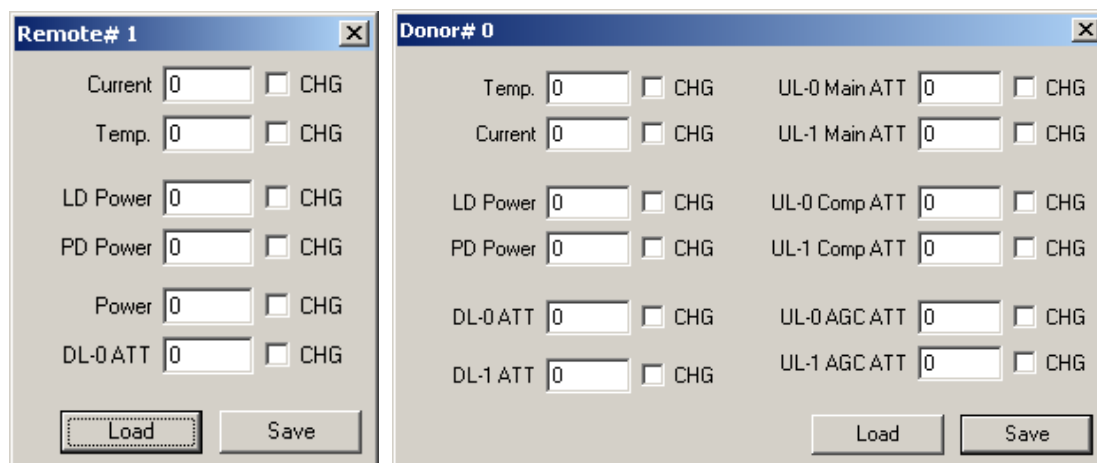 Remote# 1
Current 0 CHG
Temp. 0 CHG
LD Power 0 CHG
PD Power 0 CHG
Power 0 CHG
DL-0 ATT 0 CHG
Load Save
Donor# 0
Temp. 0 CHG UL-0 Main ATT 0 CHG
Current 0 CHG UL-1 Main ATT 0 CHG
LD Power 0 CHG UL-0 Comp ATT 0 CHG
PD Power 0 CHG UL-1 Comp ATT 0 CHG
DL-0 ATT 0 CHG UL-0 AGC ATT 0 CHG
DL-1 ATT 0 CHG UL-1 AGC ATT 0 CHG
Load Save